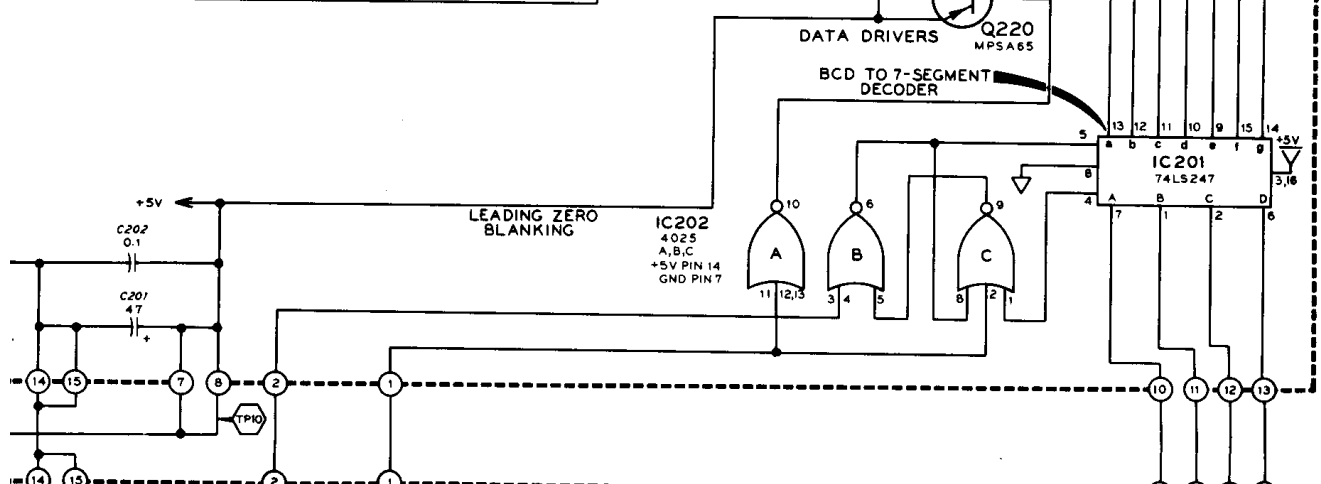 DATA DRIVERS
Q220
MPSA65
BCD TO 7-SEGMENT
DECODER
13 12 11 10 9 15 14
5 a b c d e f g +5V
IC201
8 74LS247 3,16
4 A B C D
7 1 2 6
+5V
LEADING ZERO
BLANKING
IC202
4025
A,B,C
+5V PIN 14
GND PIN 7
10 6 9
A B C
11 12,13 3 4 5 8 2 1
C202
0.1
C201
47
+
14 15 7 8 2 1 10 11 12 13
TP10
14 15 2 1